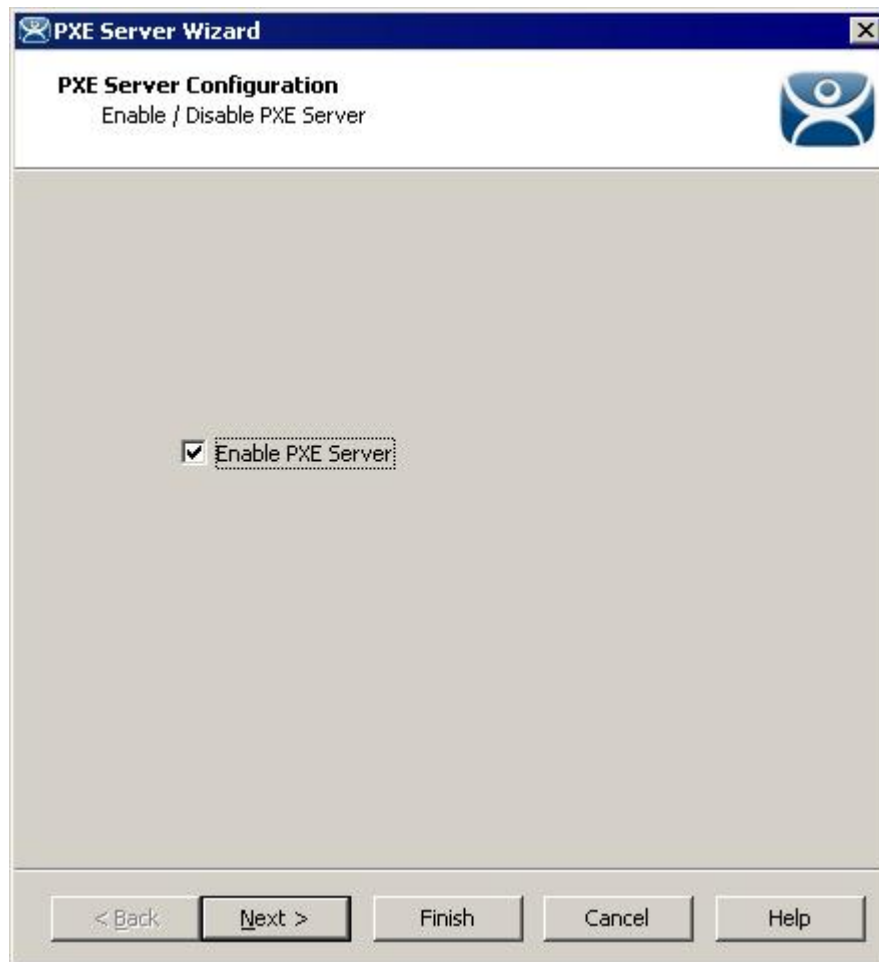 PXE Server Wizard
PXE Server Configuration
Enable / Disable PXE Server
Enable PXE Server
< Back Next > Finish Cancel Help